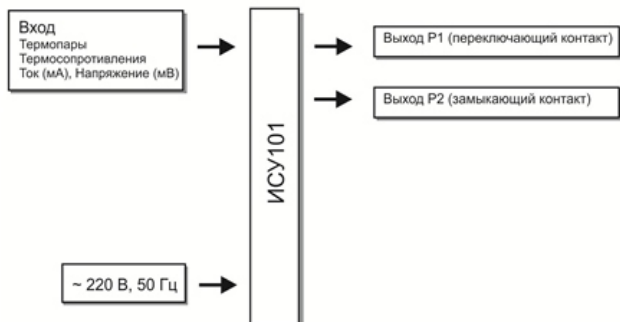 Вход
Термопары
Термосопротивления
Ток (мА), Напряжение (мВ)
ИСУ101
Выход Р1 (переключающий контакт)
Выход Р2 (замыкающий контакт)
~ 220 В, 50 Гц